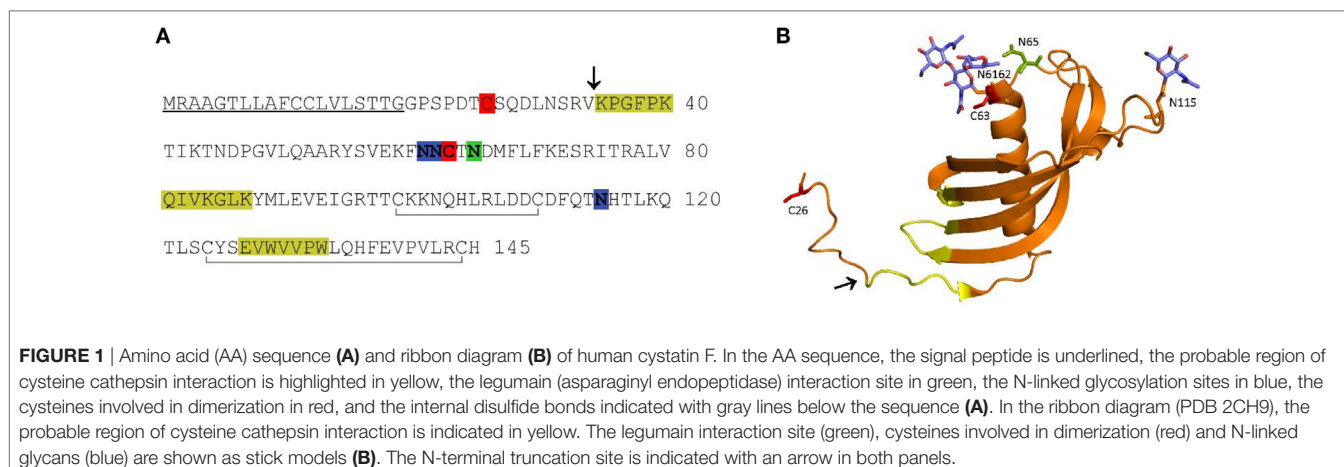 A
MRAAGTLLAFCCLVLSTTGGPSPDTCSQDLNSRVKPGFPK 40
TIKTNDPGVLQAARYSVEKFNNCTNDMFLFKESRITRALV 80
QIVKGLKYMLEVEIGRTTCKKNQHLRLDDCDFQTNHTLKQ 120
TLSCYSEVWVVPWLQHFEVPVLRCH 145
B
N65
N6162
C63
N115
C26
FIGURE 1 | Amino acid (AA) sequence (A) and ribbon diagram (B) of human cystatin F. In the AA sequence, the signal peptide is underlined, the probable region of
cysteine cathepsin interaction is highlighted in yellow, the legumain (asparaginyl endopeptidase) interaction site in green, the N-linked glycosylation sites in blue, the
cysteines involved in dimerization in red, and the internal disulfide bonds indicated with gray lines below the sequence (A). In the ribbon diagram (PDB 2CH9), the
probable region of cysteine cathepsin interaction is indicated in yellow. The legumain interaction site (green), cysteines involved in dimerization (red) and N-linked
glycans (blue) are shown as stick models (B). The N-terminal truncation site is indicated with an arrow in both panels.